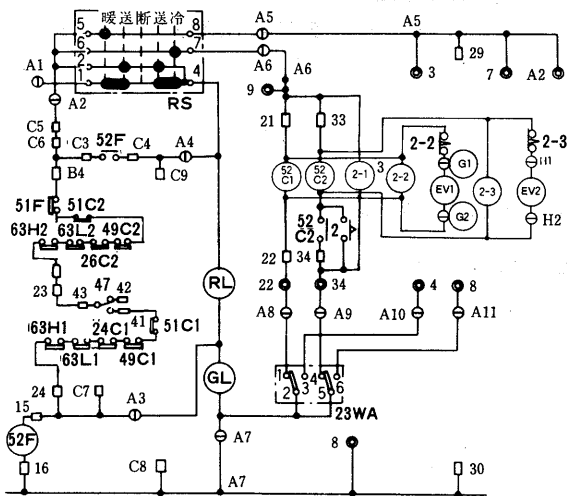 暖送断送冷
5 8 A5 A5
6 7
2 A6 A6 29
A1 1 4 3 7 A2
RS
A2 9
C5 21 33
C6 C3 52F C4 A4 2-2 2-3
B4 C9 52 C1 52 C2 2-1 3 2-2 G1 H1
51F 51C2 EV1 2-3 EV2
63H2 63L2 49C2 G2 H2
26C2 52 C2 2
23 43 47 42 RL 22 34
41 51C1 22 34 4 8
63H1 24C1 A8 A9 A10 A11
63L1 49C1 GL 1 2 3 4 5 6
24 C7 A3 23WA
15
52F A7 8
16 C8 A7 30